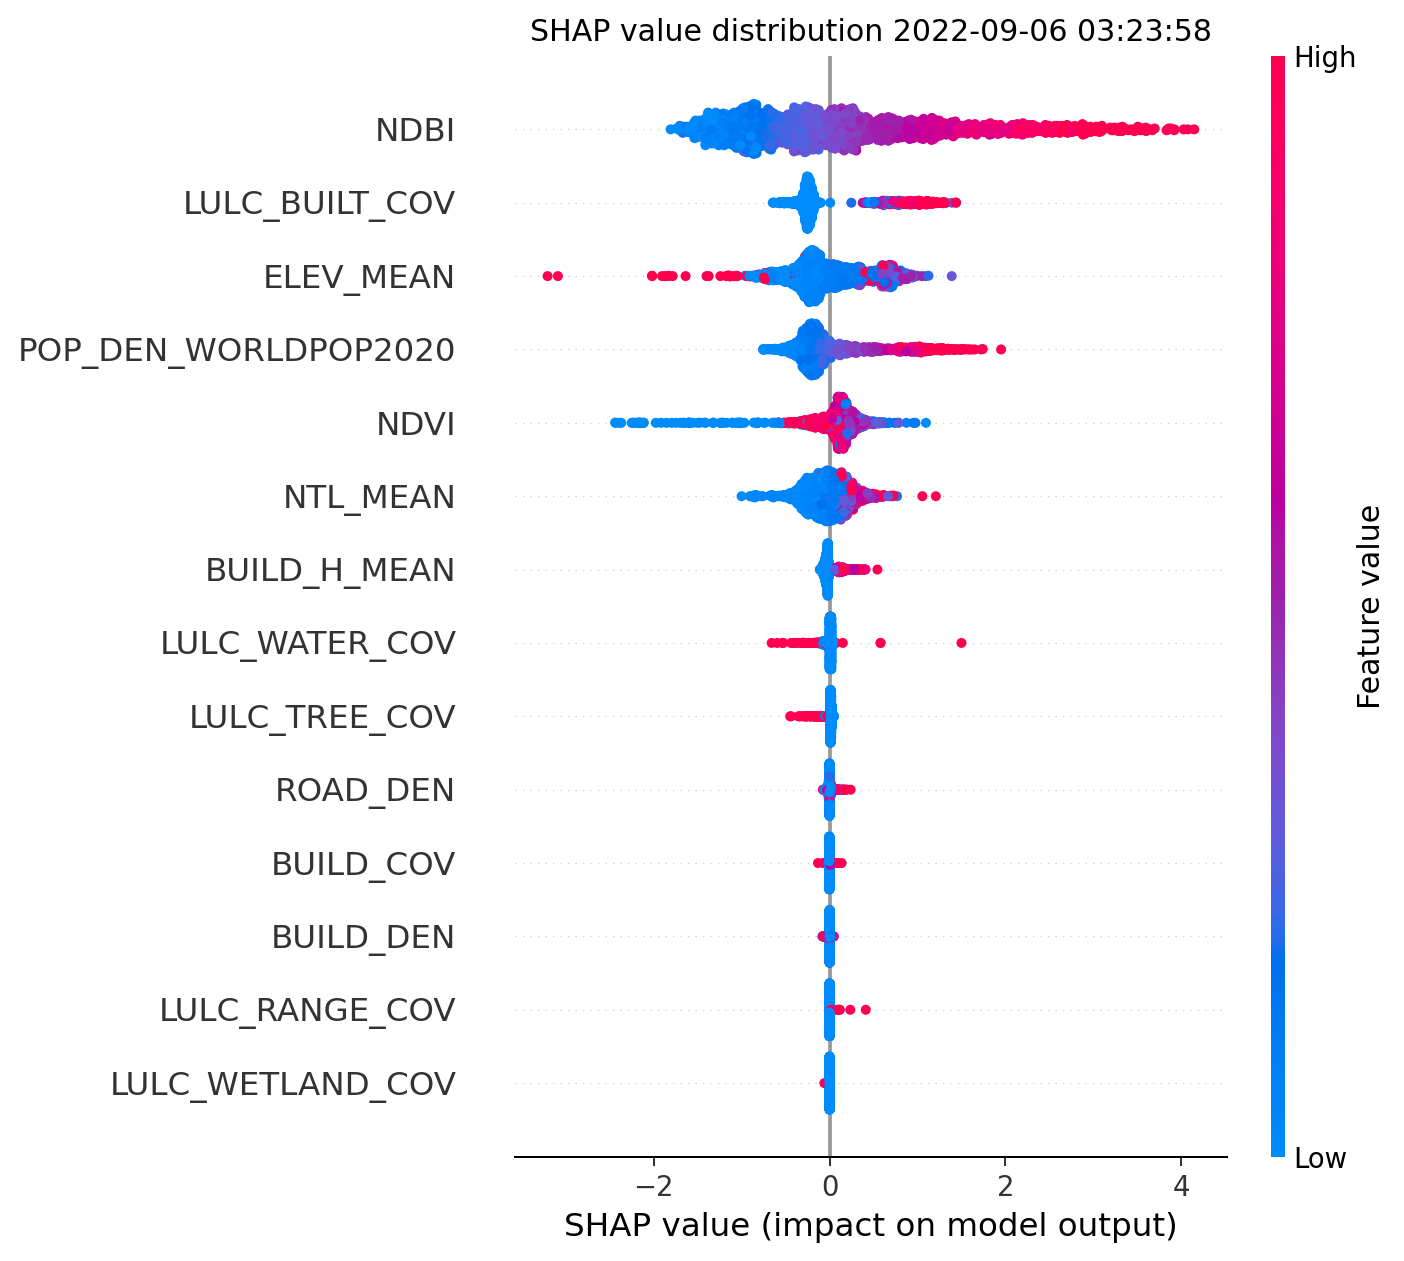 SHAP value distribution 2022-09-06 03:23:58
High
NDBI
LULC_BUILT_COV
ELEV_MEAN
POP_DEN_WORLDPOP2020
NDVI
NTL_MEAN
BUILD_H_MEAN
LULC_WATER_COV
LULC_TREE_COV
ROAD_DEN
BUILD_COV
BUILD_DEN
LULC_RANGE_COV
LULC_WETLAND_COV
Feature value
Low
−2 0 2 4
SHAP value (impact on model output)